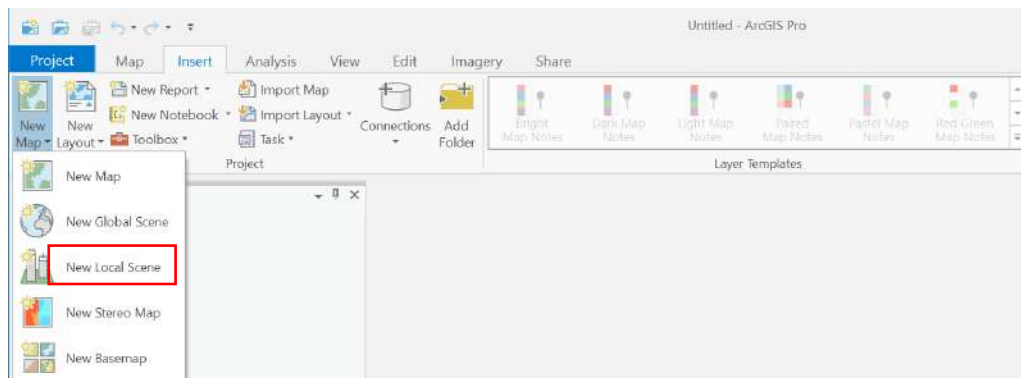 Untitled - ArcGIS Pro
Project Map Insert Analysis View Edit Imagery Share
New Map
New Layout
New Report
New Notebook
Toolbox
Import Map
Import Layout
Task
Connections
Add Folder
Bright Map Notes
Dark Map Notes
Light Map Notes
Paired Map Notes
Pastel Map Notes
Red Green Map Notes
Project
Layer Templates
New Map
New Global Scene
New Local Scene
New Stereo Map
New Basemap